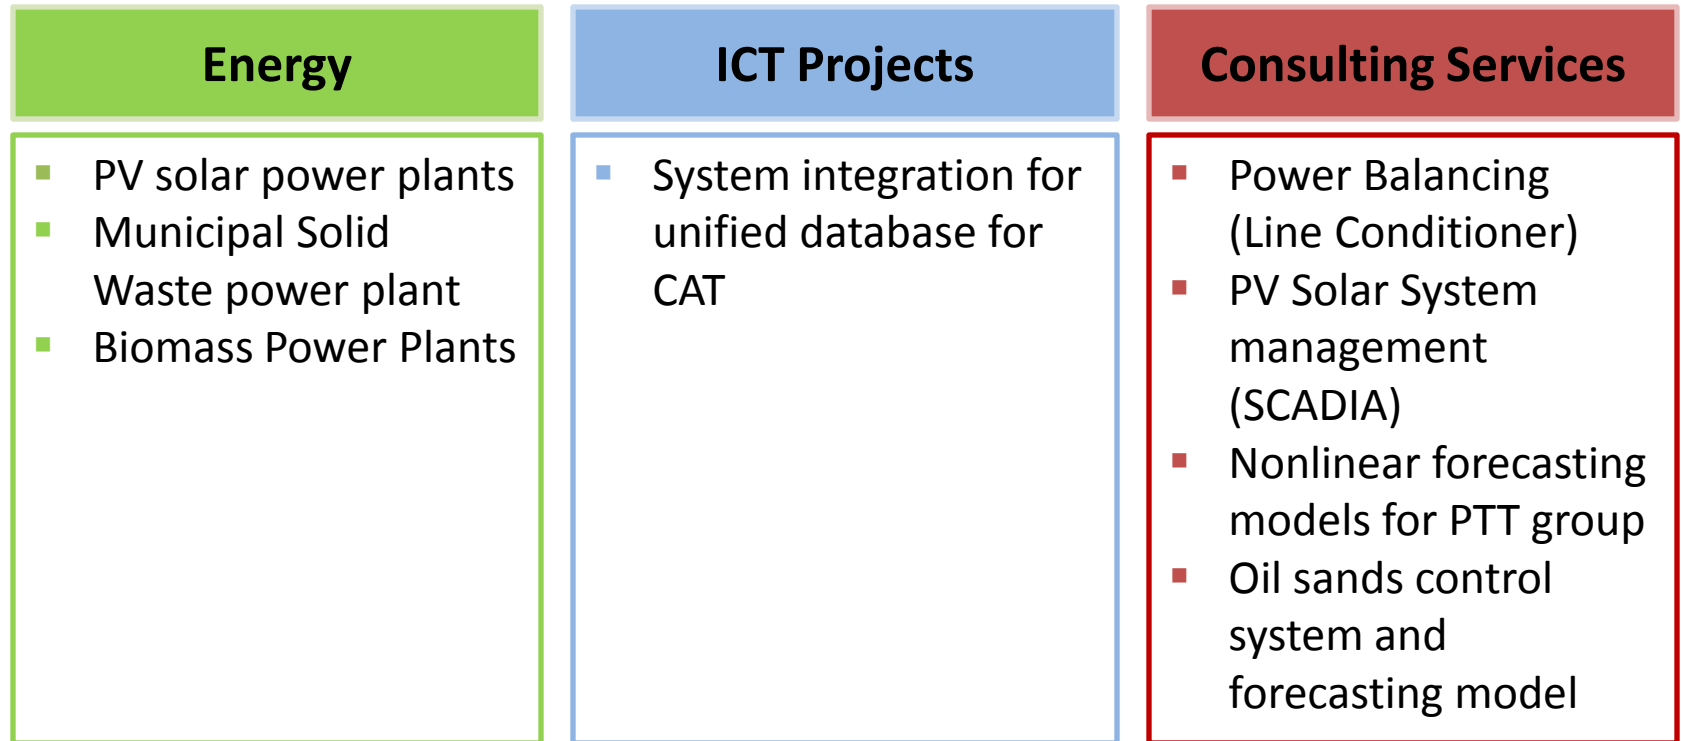 Energy
PV solar power plants
Municipal Solid
Waste power plant
Biomass Power Plants
ICT Projects
System integration for
unified database for
CAT
Consulting Services
Power Balancing
(Line Conditioner)
PV Solar System
management
(SCADIA)
Nonlinear forecasting
models for PTT group
Oil sands control
system and
forecasting model